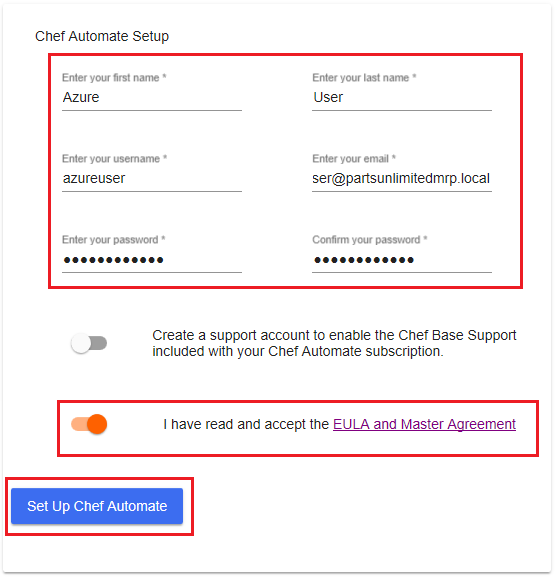 Chef Automate Setup
Enter your first name * Enter your last name *
Azure User
Enter your username * Enter your email *
azureuser ser@partsunlimitedmrp.local
Enter your password * Confirm your password *
●●●●●●●●●●●● ●●●●●●●●●●●●
Create a support account to enable the Chef Base Support
included with your Chef Automate subscription.
I have read and accept the EULA and Master Agreement
Set Up Chef Automate